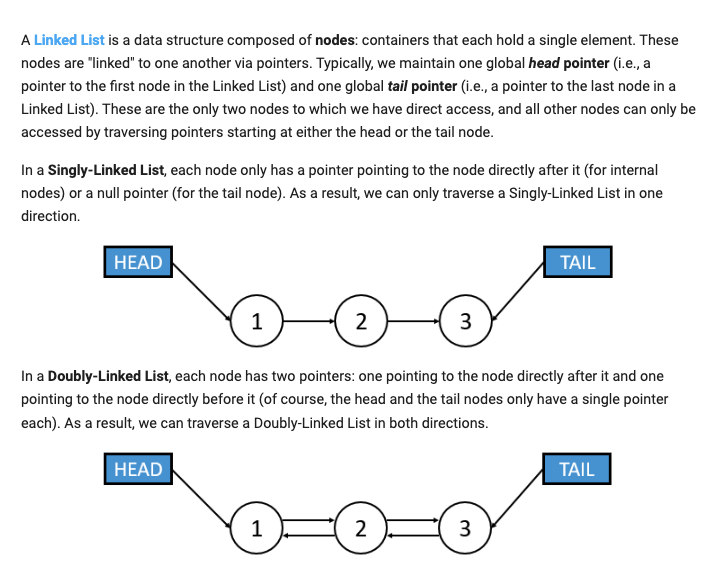 A Linked List is a data structure composed of nodes: containers that each hold a single element. These
nodes are "linked" to one another via pointers. Typically, we maintain one global head pointer (i.e., a
pointer to the first node in the Linked List) and one global tail pointer (i.e., a pointer to the last node in a
Linked List). These are the only two nodes to which we have direct access, and all other nodes can only be
accessed by traversing pointers starting at either the head or the tail node.
In a Singly-Linked List, each node only has a pointer pointing to the node directly after it (for internal
nodes) or a null pointer (for the tail node). As a result, we can only traverse a Singly-Linked List in one
direction.
HEAD TAIL
1 2 3
In a Doubly-Linked List, each node has two pointers: one pointing to the node directly after it and one
pointing to the node directly before it (of course, the head and the tail nodes only have a single pointer
each). As a result, we can traverse a Doubly-Linked List in both directions.
HEAD TAIL
1 2 3